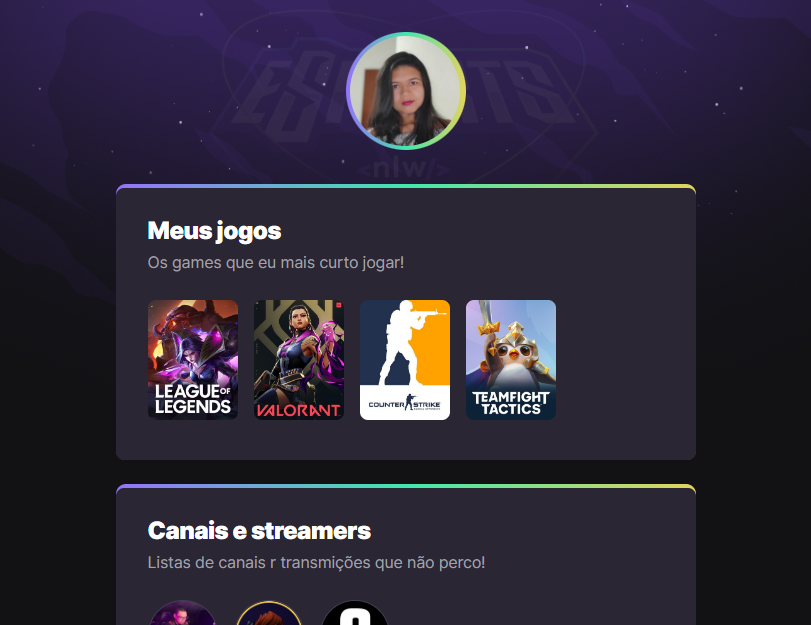 ESPORTS
<nlw/>
Meus jogos
Os games que eu mais curto jogar!
LEAGUE OF
LEGENDS
VALORANT
COUNTER STRIKE
TEAMFIGHT
TACTICS
Canais e streamers
Listas de canais r transmições que não perco!